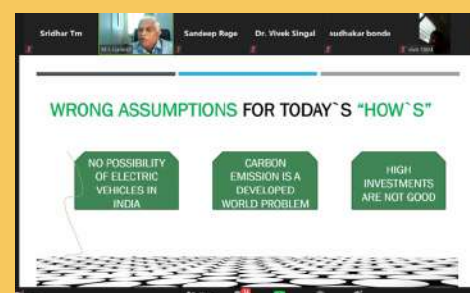 Sridhar Tm
Sandeep Rage
Dr. Vivek Singal
sudhakar bonde
WRONG ASSUMPTIONS FOR TODAY`S "HOW`S"
NO POSSIBILITY
OF ELECTRIC
VEHICLES IN
INDIA
CARBON
EMISSION IS A
DEVELOPED
WORLD PROBLEM
HIGH
INVESTMENTS
ARE NOT GOOD